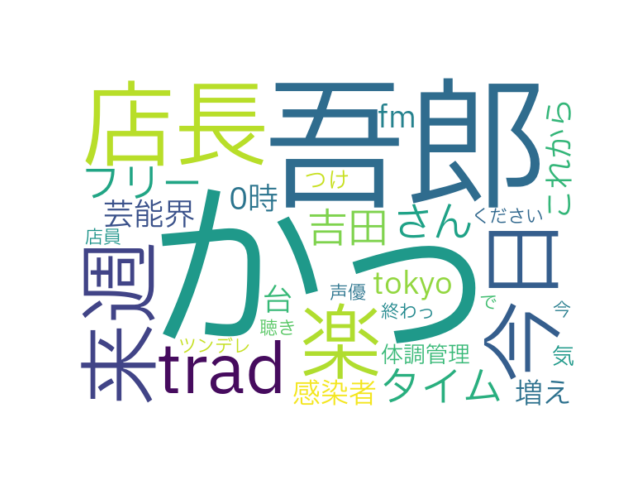 店長
吾郎
fm
これから
フリー
つけ
0時
芸能界
吉田
さん
ください
店員
かっ
今日
来週
台
声優
tokyo
で
今
聴き
楽
終わっ
ツンデレ
trad
体調管理
気
感染者
タイム
増え